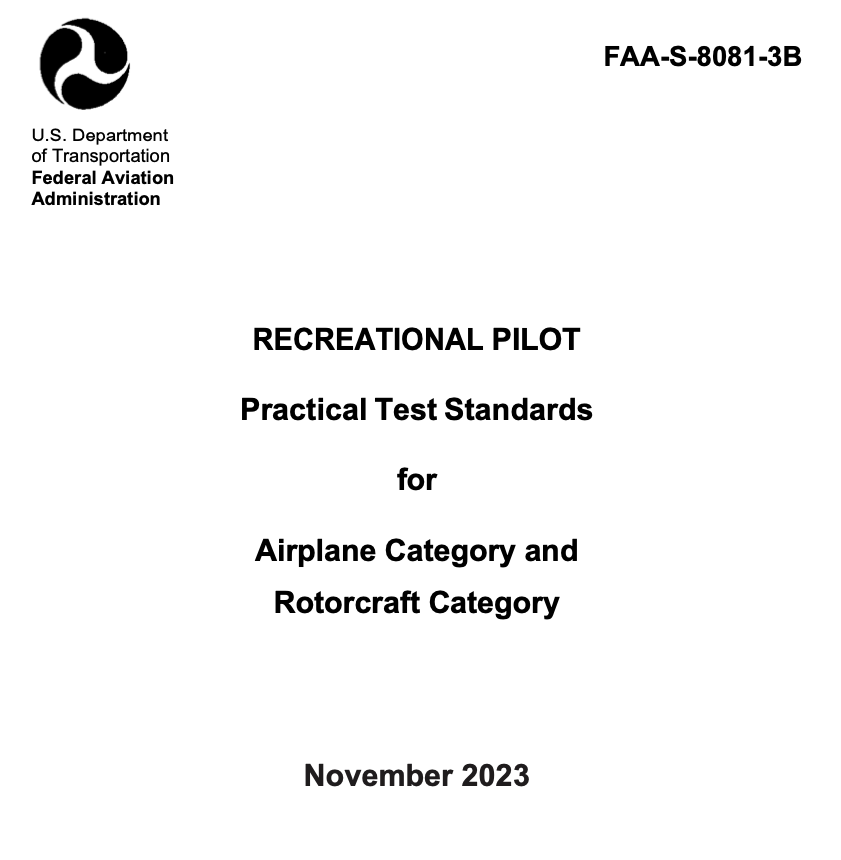 FAA-S-8081-3B
U.S. Department
of Transportation
Federal Aviation
Administration
RECREATIONAL PILOT
Practical Test Standards
for
Airplane Category and
Rotorcraft Category
November 2023